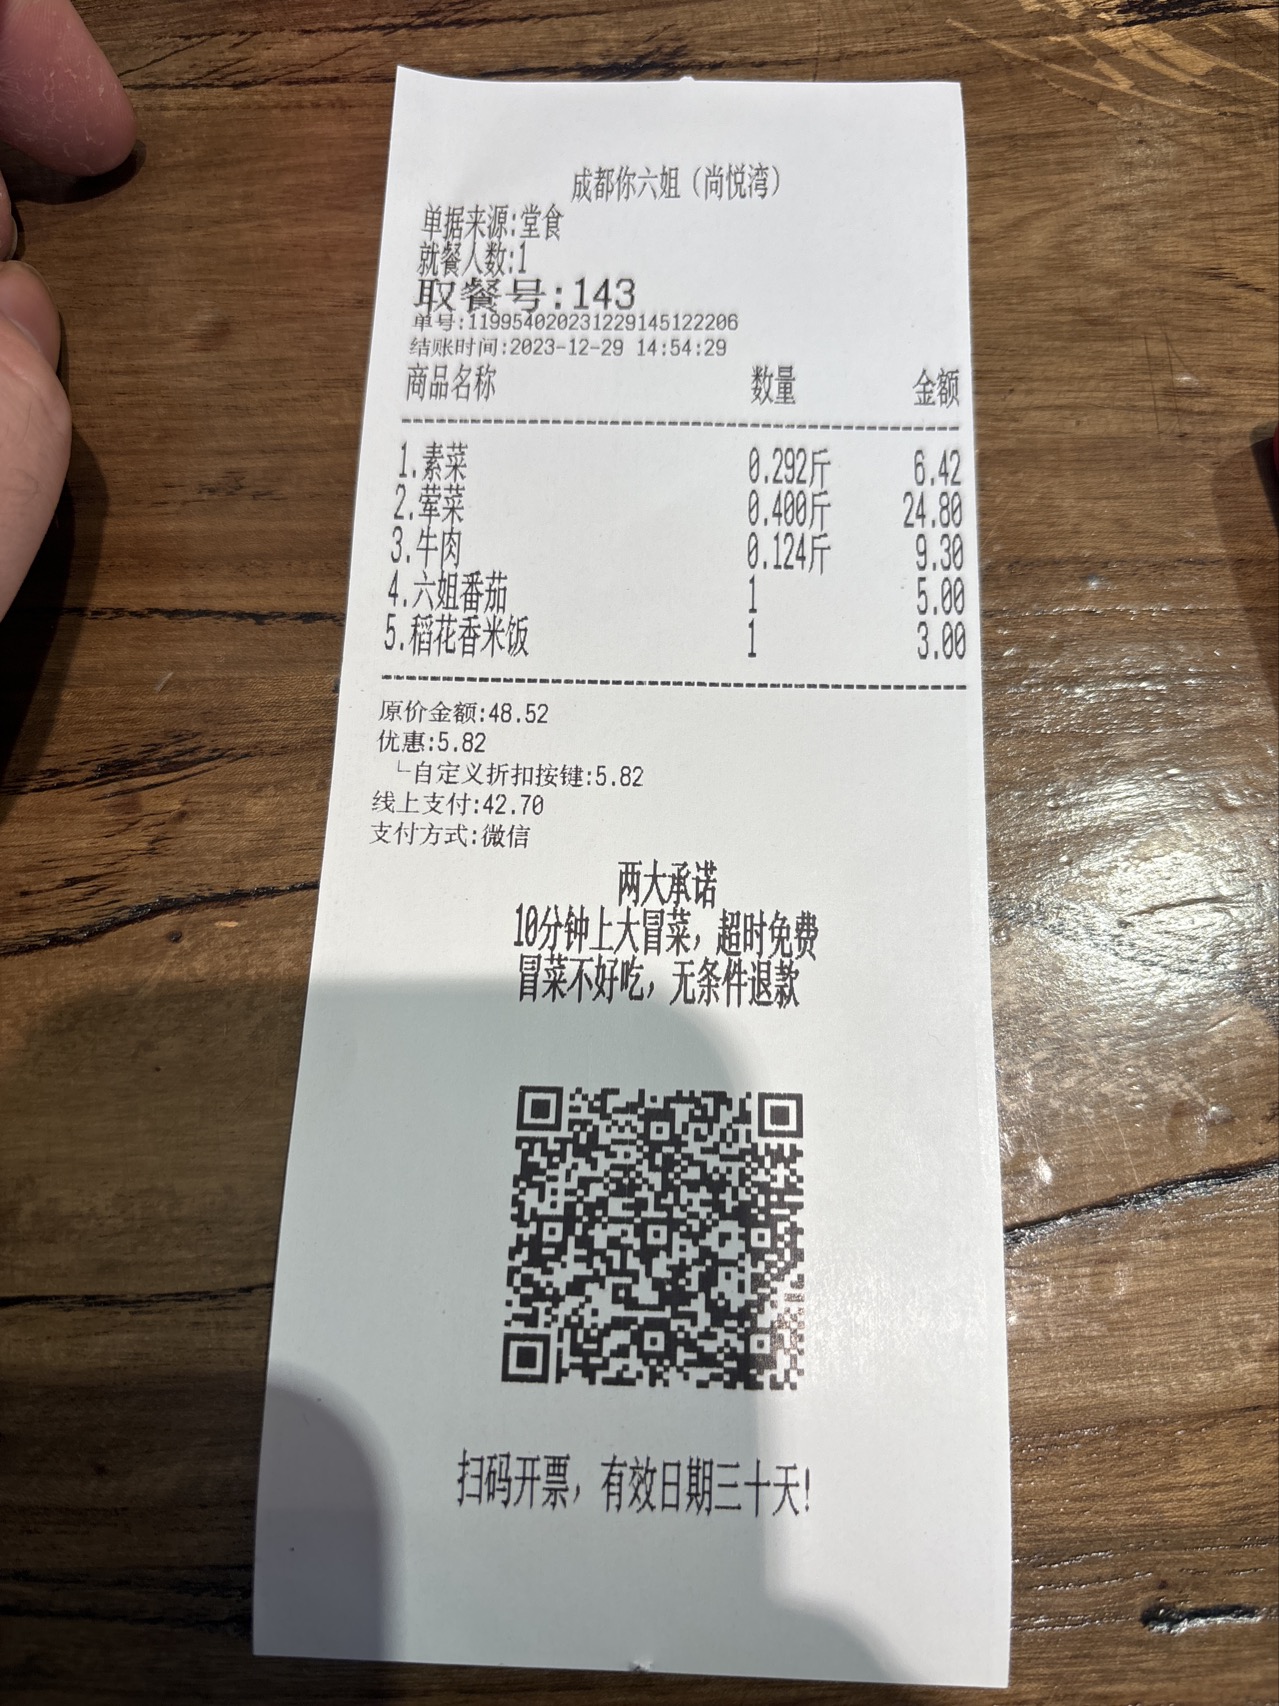 成都你六姐（尚悦湾）
单据来源:堂食
就餐人数:1
取餐号:143
单号:119954020231229145122206
结账时间:2023-12-29 14:54:29
商品名称 数量 金额
1.素菜 0.292斤 6.42
2.荤菜 0.400斤 24.80
3.牛肉 0.124斤 9.30
4.六姐番茄 1 5.00
5.稻花香米饭 1 3.00
原价金额:48.52
优惠:5.82
└自定义折扣按键:5.82
线上支付:42.70
支付方式:微信
两大承诺
10分钟上大冒菜，超时免费
冒菜不好吃，无条件退款
扫码开票，有效日期三十天!